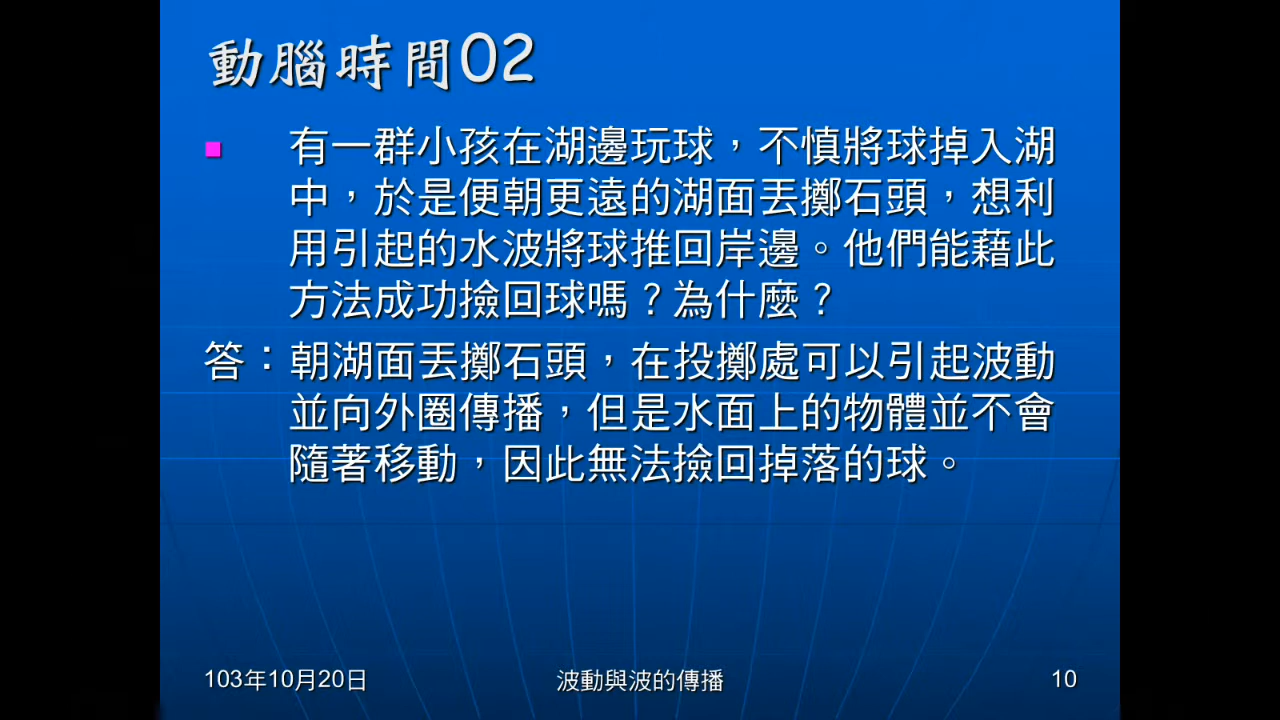 動腦時間02
有一群小孩在湖邊玩球，不慎將球掉入湖
中，於是便朝更遠的湖面丟擲石頭，想利
用引起的水波將球推回岸邊。他們能藉此
方法成功撿回球嗎？為什麼？
答：朝湖面丟擲石頭，在投擲處可以引起波動
並向外圈傳播，但是水面上的物體並不會
隨著移動，因此無法撿回掉落的球。
103年10月20日
波動與波的傳播
10